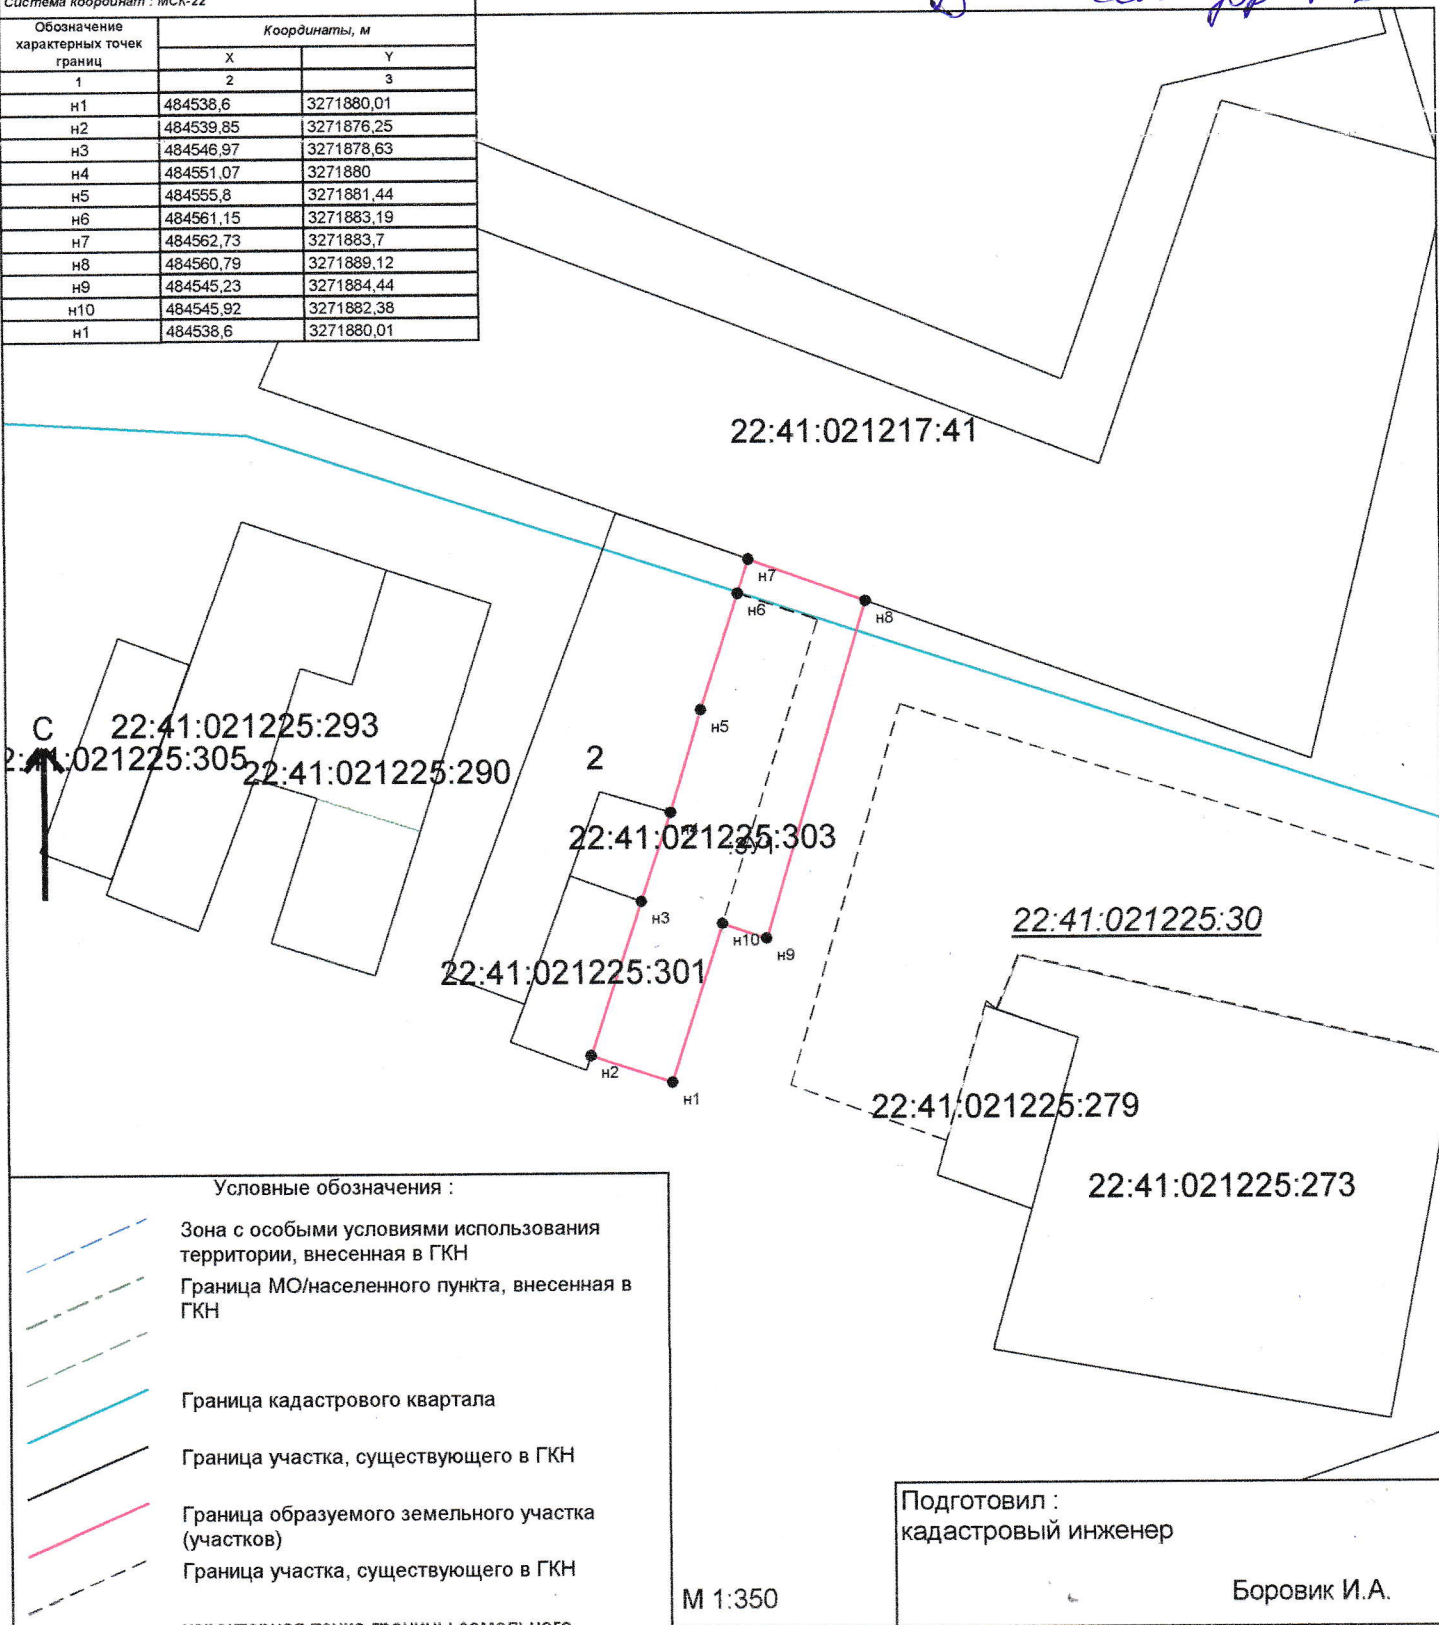 Система координат : МСК-22
Обозначение характерных точек границ
Координаты, м
X Y
1 2 3
н1 484538,6 3271880,01
н2 484539,85 3271876,25
н3 484546,97 3271878,63
н4 484551,07 3271880
н5 484555,8 3271881,44
н6 484561,15 3271883,19
н7 484562,73 3271883,7
н8 484560,79 3271889,12
н9 484545,23 3271884,44
н10 484545,92 3271882,38
н1 484538,6 3271880,01
22:41:021217:41
н7
н6
н8
н5
С
22:41:021225:293
:021225:305
22:41:021225:290
2
22:41:021225:303
н3
н10
н9
22:41:021225:30
22:41:021225:301
н2
н1
22:41:021225:279
22:41:021225:273
Условные обозначения :
Зона с особыми условиями использования
территории, внесенная в ГКН
Граница МО/населенного пункта, внесенная в
ГКН
Граница кадастрового квартала
Граница участка, существующего в ГКН
Граница образуемого земельного участка
(участков)
Граница участка, существующего в ГКН
М 1:350
Подготовил :
кадастровый инженер
Боровик И.А.